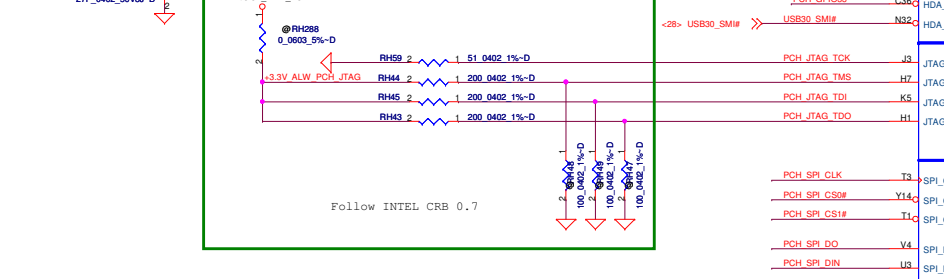 @RH288
0_0603_5%~D
+3.3V_ALW_PCH_JTAG
RH59 2 1 51_0402_1%~D
RH44 2 1 200_0402_1%~D
RH45 2 1 200_0402_1%~D
RH43 2 1 200_0402_1%~D
100_0402_1%~D
100_0402_1%~D
100_0402_1%~D
Follow INTEL CRB 0.7
<28> USB30_SMI# USB30_SMI# N32 HDA_
PCH_JTAG_TCK J3 JTAG
PCH_JTAG_TMS H7 JTAG
PCH_JTAG_TDI K5 JTAG
PCH_JTAG_TDO H1 JTAG
PCH_SPI_CLK T3 SPI_
PCH_SPI_CS0# Y14 SPI_
PCH_SPI_CS1# T1 SPI_
PCH_SPI_DO V4 SPI_
PCH_SPI_DIN U3 SPI_